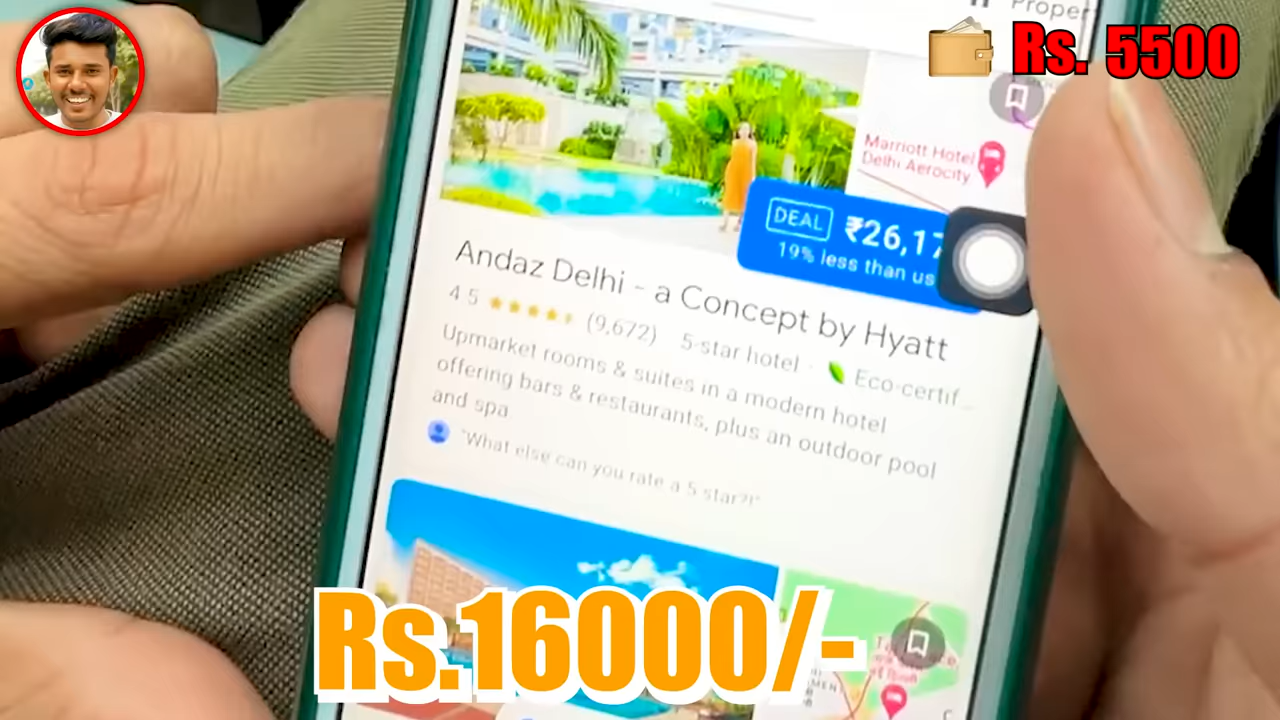 Rs. 5500
Marriott Hotel
Delhi Aerocity
DEAL ₹26,17
19% less than us
Andaz Delhi - a Concept by Hyatt
4.5 (9,672) 5-star hotel · Eco-certif...
Upmarket rooms & suites in a modern hotel
offering bars & restaurants, plus an outdoor pool
and spa
"What else can you rate a 5 star?!"
Rs.16000/-